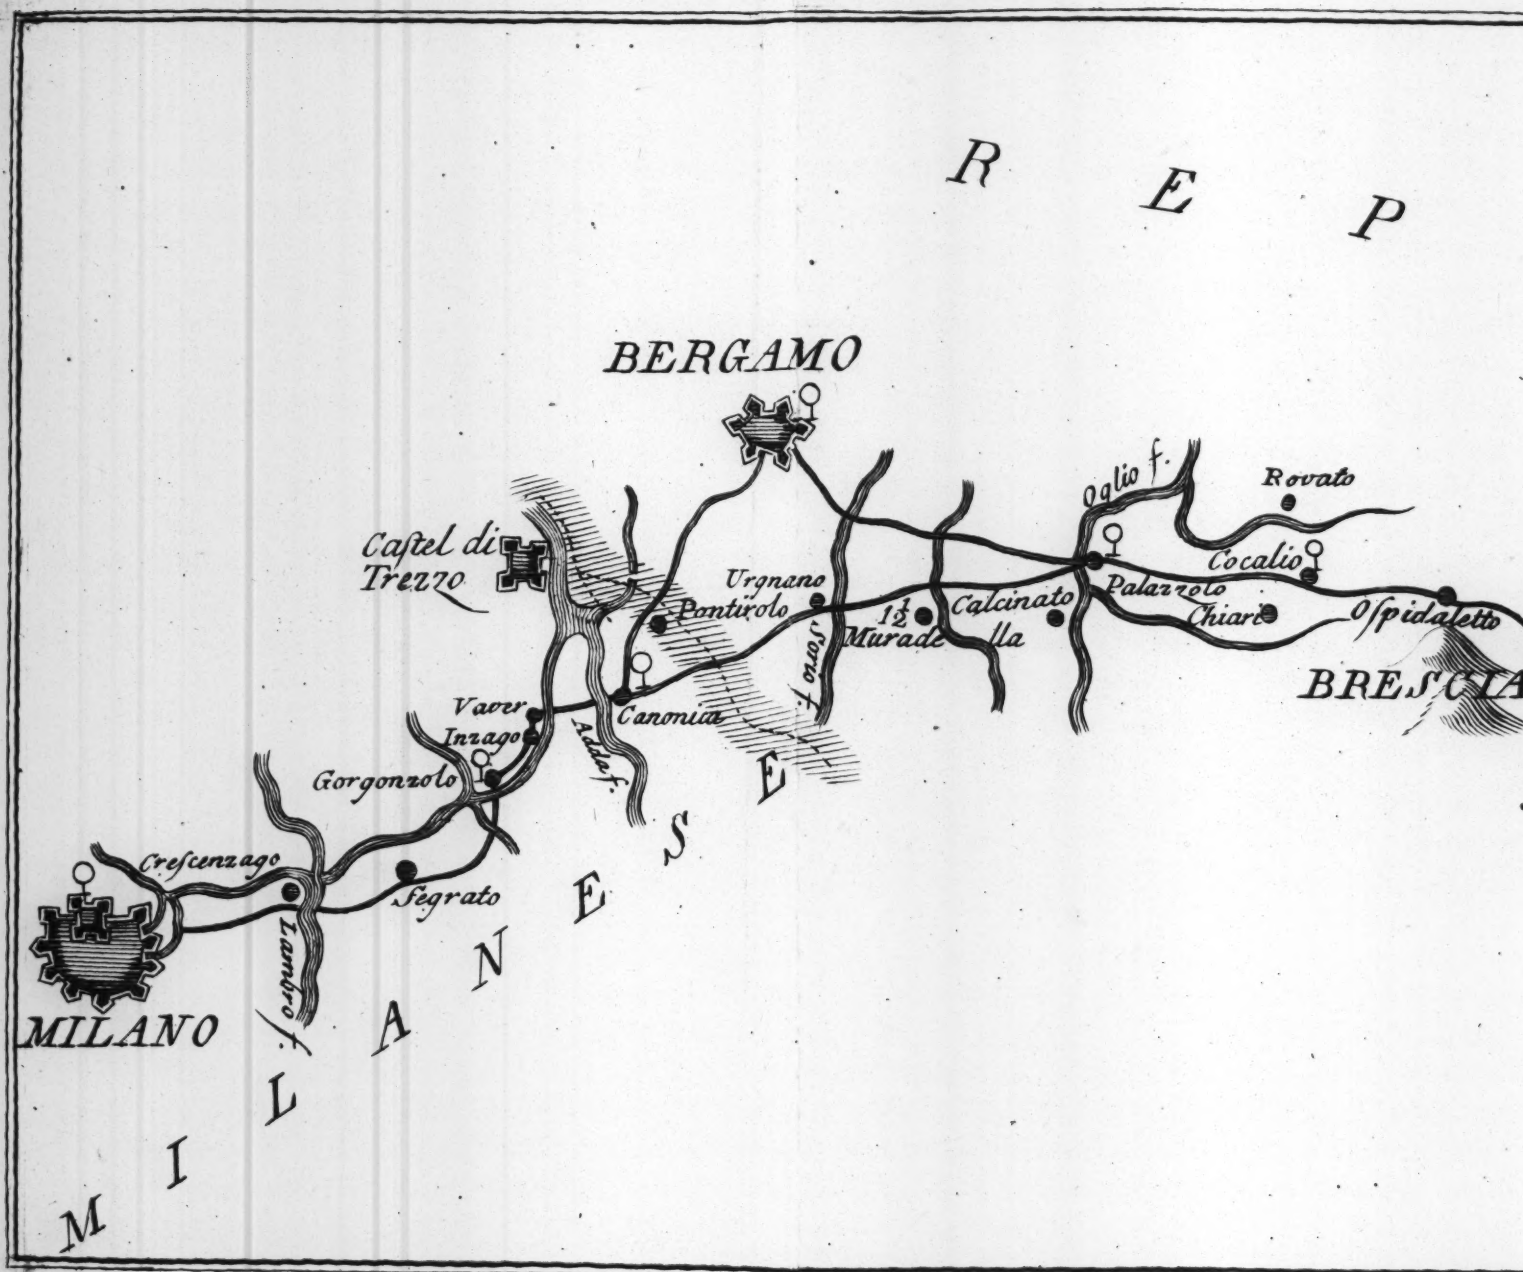 R E P
BERGAMO
Oglio f.
Rovato
Caſtel di
Trezzo
Cocalio
Urgnano
Pontirolo
Palazzolo
Calcinato
1½
Murade lla
Chiari
Oſpidaletto
Serio f.
BRESCIA
Vaver
Canonica
Inzago
Adda f.
Gorgonzolo
Creſcenzago
Segrato
Lambro f.
MILANO
M I L A N E S E